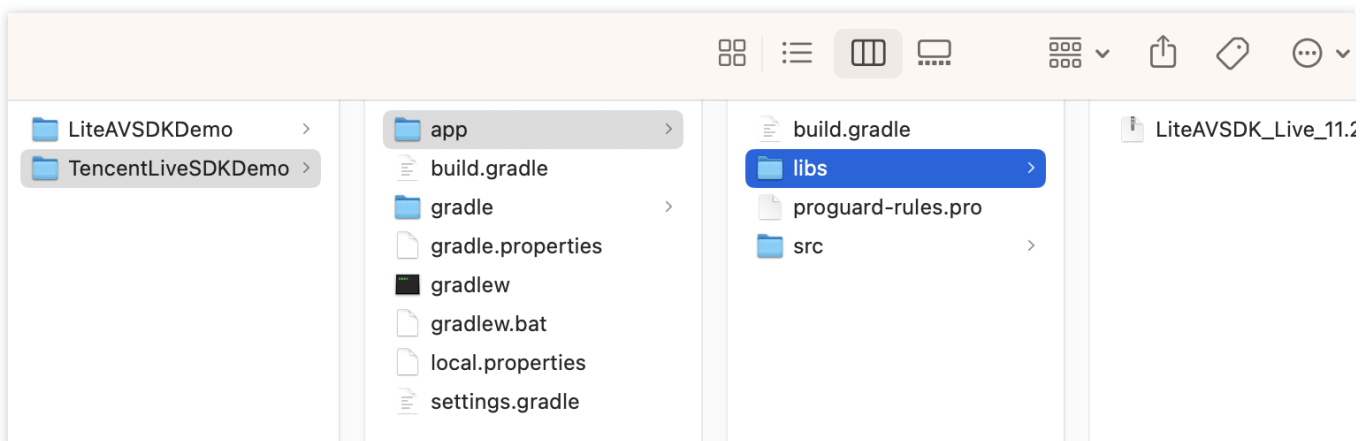 LiteAVSDKDemo
TencentLiveSDKDemo
app
build.gradle
gradle
gradle.properties
gradlew
gradlew.bat
local.properties
settings.gradle
build.gradle
libs
proguard-rules.pro
src
LiteAVSDK_Live_11.2